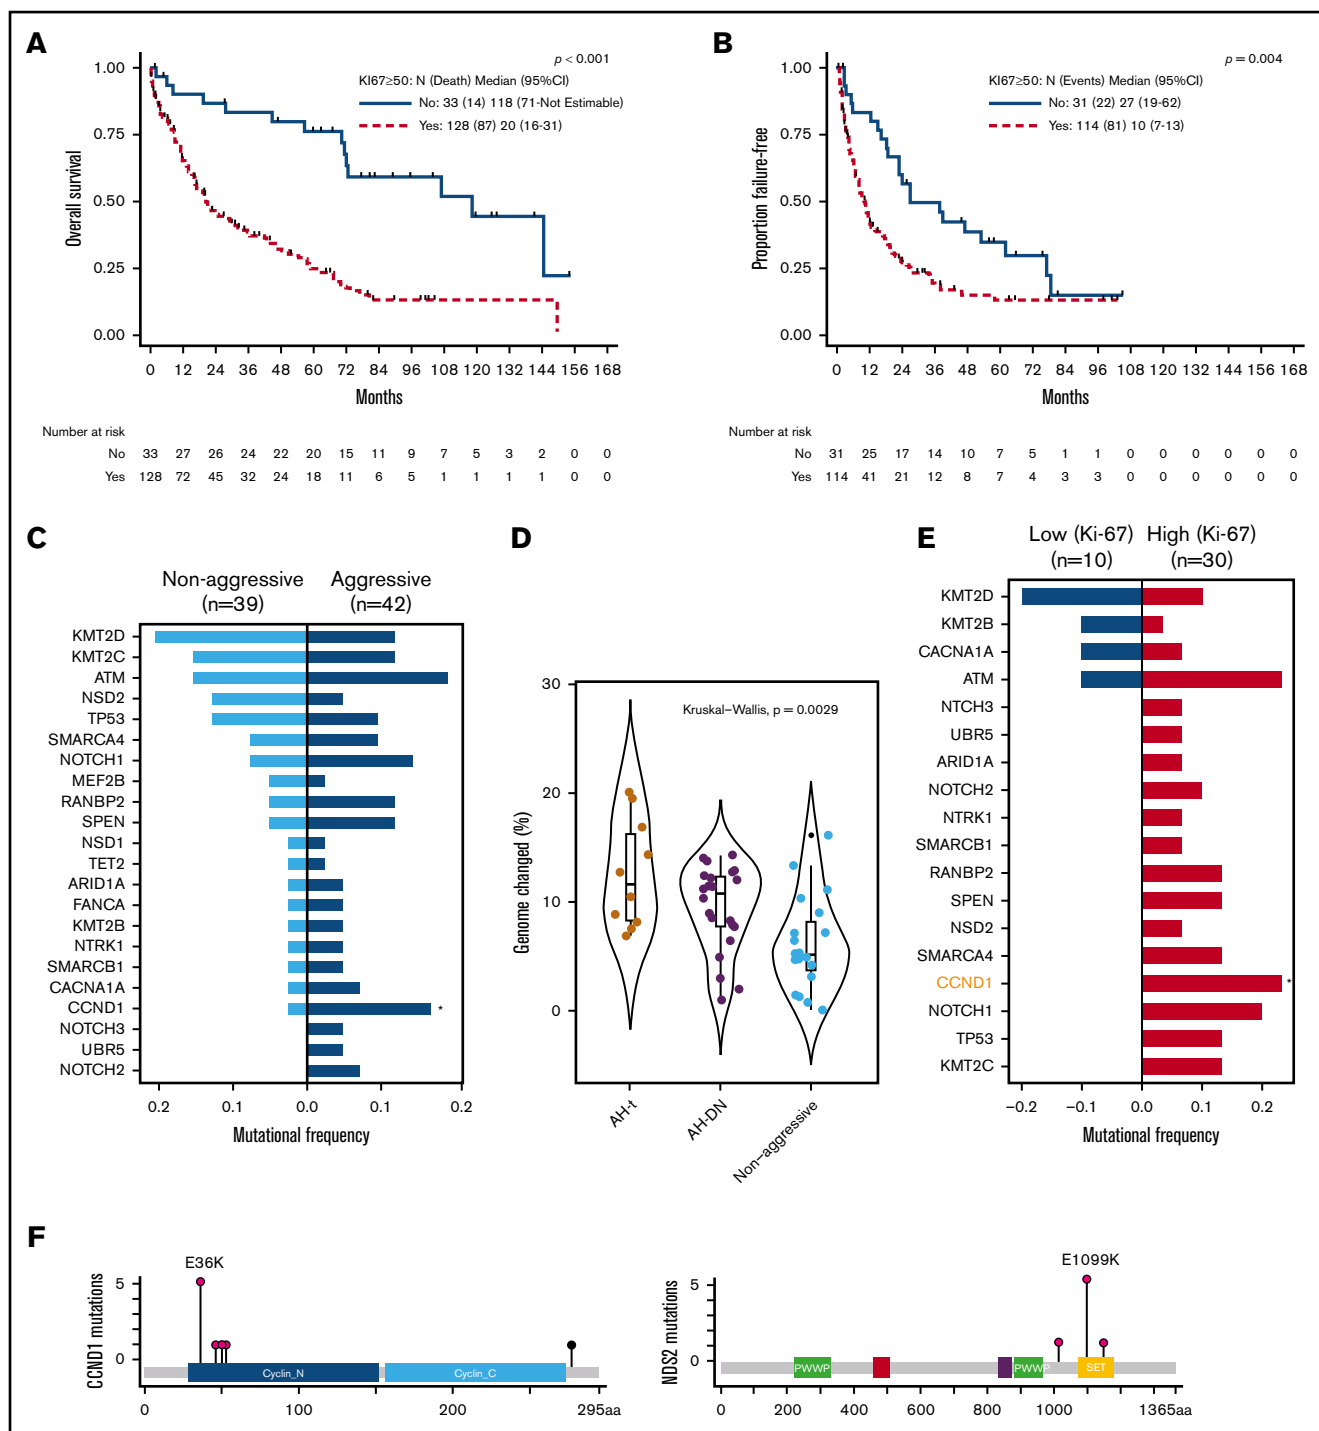 A
p < 0.001
KI67≥50: N (Death) Median (95%CI)
No: 33 (14) 118 (71-Not Estimable)
Yes: 128 (87) 20 (16-31)
Overall survival
1.00
0.75
0.50
0.25
0.00
0 12 24 36 48 60 72 84 96 108 120 132 144 156 168
Months
Number at risk
No 33 27 26 24 22 20 15 11 9 7 5 3 2 0 0
Yes 128 72 45 32 24 18 11 6 5 1 1 1 1 0 0
B
p = 0.004
KI67≥50: N (Events) Median (95%CI)
No: 31 (22) 27 (19-62)
Yes: 114 (81) 10 (7-13)
Proportion failure-free
1.00
0.75
0.50
0.25
0.00
0 12 24 36 48 60 72 84 96 108 120 132 144 156 168
Months
Number at risk
No 31 25 17 14 10 7 5 1 1 0 0 0 0 0 0
Yes 114 41 21 12 8 7 4 3 3 0 0 0 0 0 0
C
Non-aggressive Aggressive
(n=39) (n=42)
KMT2D
KMT2C
ATM
NSD2
TP53
SMARCA4
NOTCH1
MEF2B
RANBP2
SPEN
NSD1
TET2
ARID1A
FANCA
KMT2B
NTRK1
SMARCB1
CACNA1A
CCND1 *
NOTCH3
UBR5
NOTCH2
0.2 0.1 0.0 0.1 0.2
Mutational frequency
D
Kruskal–Wallis, p = 0.0029
Genome changed (%)
30
20
10
0
AH-t
AH-DN
Non–aggressive
E
Low (Ki-67) High (Ki-67)
(n=10) (n=30)
KMT2D
KMT2B
CACNA1A
ATM
NTCH3
UBR5
ARID1A
NOTCH2
NTRK1
SMARCB1
RANBP2
SPEN
NSD2
SMARCA4
CCND1 *
NOTCH1
TP53
KMT2C
−0.2 −0.1 0.0 0.1 0.2
Mutational frequency
F
E36K
CCND1 mutations
5
0
Cyclin_N Cyclin_C
0 100 200 295aa
E1099K
NDS2 mutations
5
0
PWWP PWWP SET
0 200 400 600 800 1000 1365aa